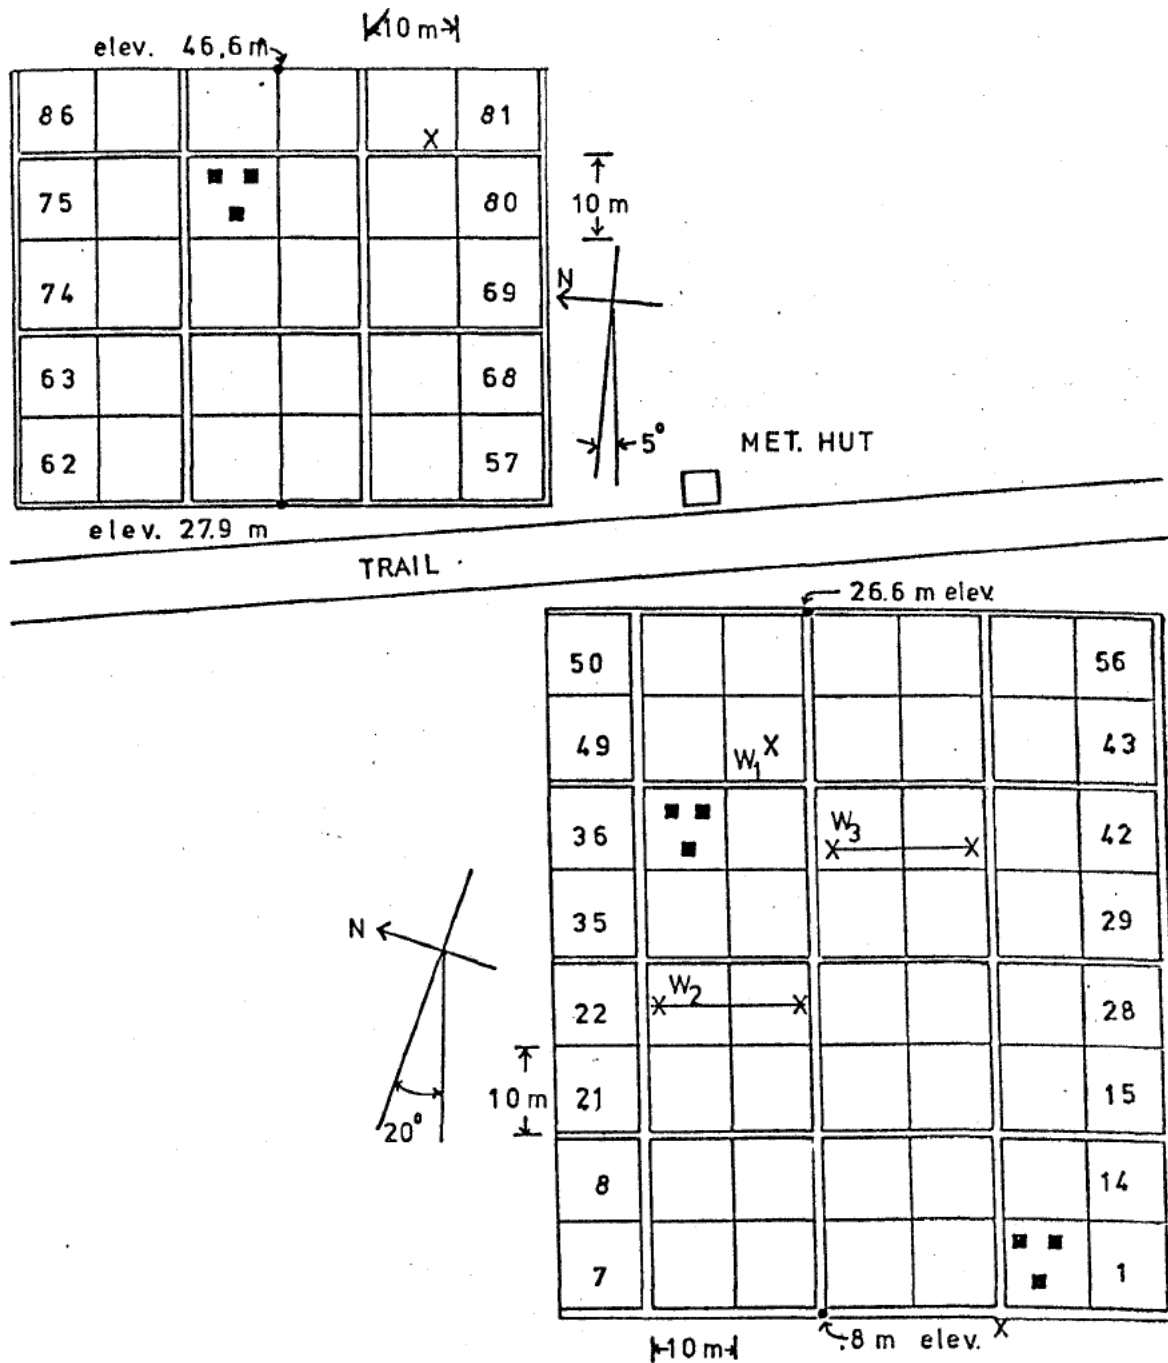 10 m
elev. 46,6 m
86 81
X
75 80
10 m
74 69
N
63 68
5°
MET. HUT
62 57
elev. 27.9 m
TRAIL
26.6 m elev.
50 56
49 43
W1 X
36 42
W3
X X
35 29
N
W2
X X
22 28
21 15
10 m
20°
8 14
7 1
.8 m elev.
X
10 m